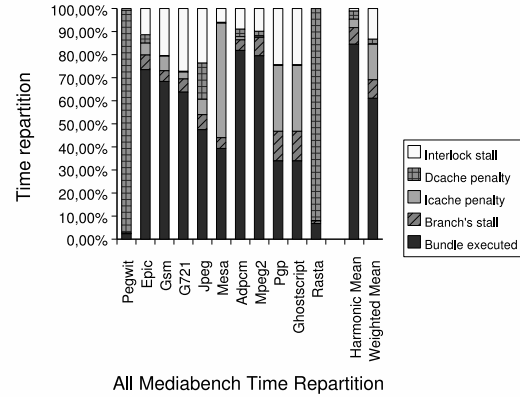 100,00%
90,00%
80,00%
70,00%
60,00%
50,00%
40,00%
30,00%
20,00%
10,00%
0,00%
Time repartition
Pegwit
Epic
Gsm
G721
Jpeg
Mesa
Adpcm
Mpeg2
Pgp
Ghostscript
Rasta
Harmonic Mean
Weighted Mean
All Mediabench Time Repartition
Interlock stall
Dcache penalty
Icache penalty
Branch's stall
Bundle executed